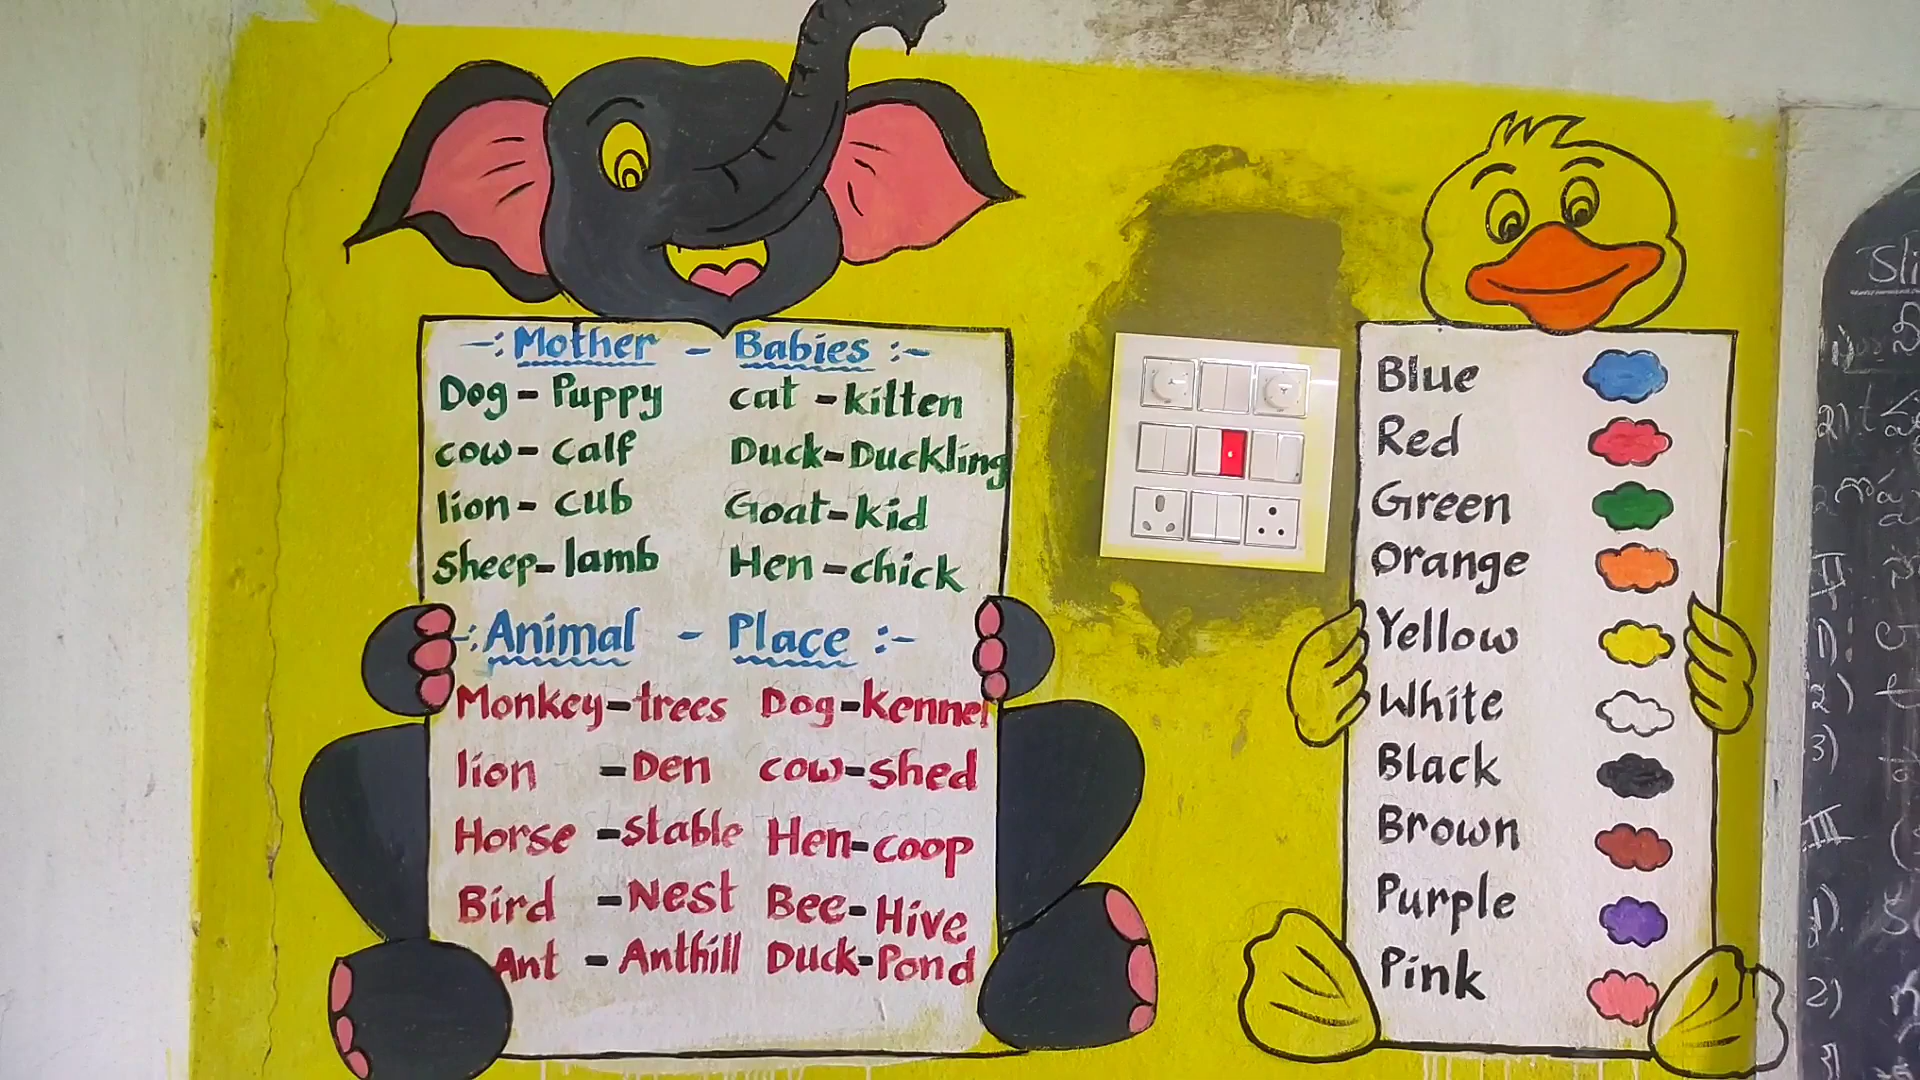 -: Mother - Babies :-
Dog - Puppy cat - kitten
cow - calf Duck - Duckling
lion - cub Goat - kid
Sheep - lamb Hen - chick
-: Animal - Place :-
Monkey - trees Dog - kennel
lion - Den cow - shed
Horse - stable Hen - coop
Bird - Nest Bee - Hive
Ant - Anthill Duck - Pond
Blue
Red
Green
Orange
Yellow
White
Black
Brown
Purple
Pink